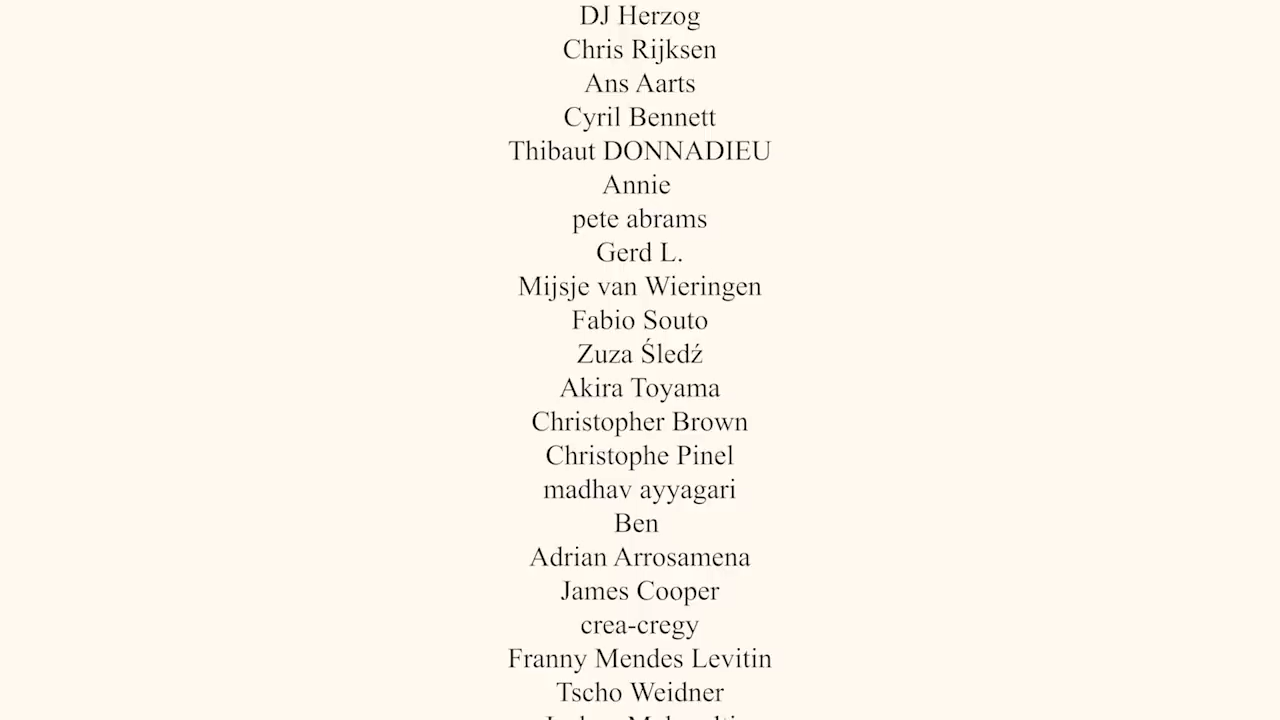 DJ Herzog
Chris Rijksen
Ans Aarts
Cyril Bennett
Thibaut DONNADIEU
Annie
pete abrams
Gerd L.
Mijsje van Wieringen
Fabio Souto
Zuza Śledź
Akira Toyama
Christopher Brown
Christophe Pinel
madhav ayyagari
Ben
Adrian Arrosamena
James Cooper
crea-cregy
Franny Mendes Levitin
Tscho Weidner